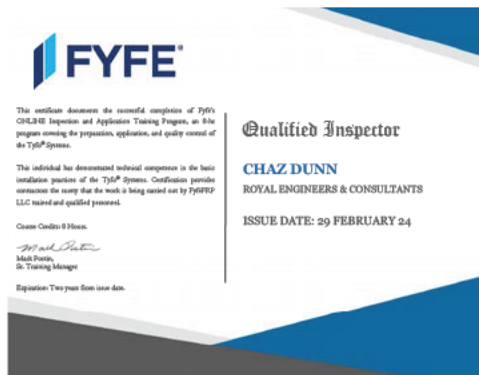 FYFE®
This certificate documents the successful completion of Fyfe's
ONLINE Inspection and Application Training Program, an 8-hr
program covering the preparation, application, and quality control of
the Tyfo® Systems.
This individual has demonstrated technical competence in the basic
installation practices of the Tyfo® Systems. Certification provides
contractors the surety that the work is being carried out by FyfeFRP
LLC trained and qualified personnel.
Course Credits: 8 Hours.
Mark
Mark
Sr. Training Manager
Expiration: Two years from issue date.
Qualified Inspector
CHAZ DUNN
ROYAL ENGINEERS & CONSULTANTS
ISSUE DATE: 29 FEBRUARY 24